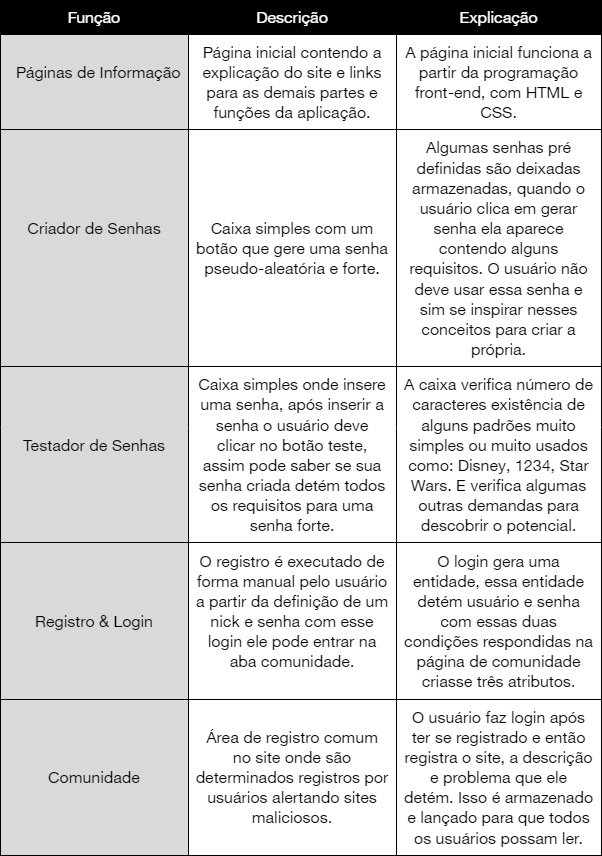 Função
Descrição
Explicação
Páginas de Informação
Página inicial contendo a
explicação do site e links
para as demais partes e
funções da aplicação.
A página inicial funciona a
partir da programação
front-end, com HTML e
CSS.
Criador de Senhas
Caixa simples com um
botão que gere uma senha
pseudo-aleatória e forte.
Algumas senhas pré
definidas são deixadas
armazenadas, quando o
usuário clica em gerar
senha ela aparece
contendo alguns
requisitos. O usuário não
deve usar essa senha e
sim se inspirar nesses
conceitos para criar a
própria.
Testador de Senhas
Caixa simples onde insere
uma senha, após inserir a
senha o usuário deve
clicar no botão teste,
assim pode saber se sua
senha criada detém todos
os requisitos para uma
senha forte.
A caixa verifica número de
caracteres existência de
alguns padrões muito
simples ou muito usados
como: Disney, 1234, Star
Wars. E verifica algumas
outras demandas para
descobrir o potencial.
Registro & Login
O registro é executado de
forma manual pelo usuário
a partir da definição de um
nick e senha com esse
login ele pode entrar na
aba comunidade.
O login gera uma
entidade, essa entidade
detém usuário e senha
com essas duas
condições respondidas na
página de comunidade
criasse três atributos.
Comunidade
Área de registro comum
no site onde são
determinados registros por
usuários alertando sites
maliciosos.
O usuário faz login após
ter se registrado e então
registra o site, a descrição
e problema que ele
detém. Isso é armazenado
e lançado para que todos
os usuários possam ler.